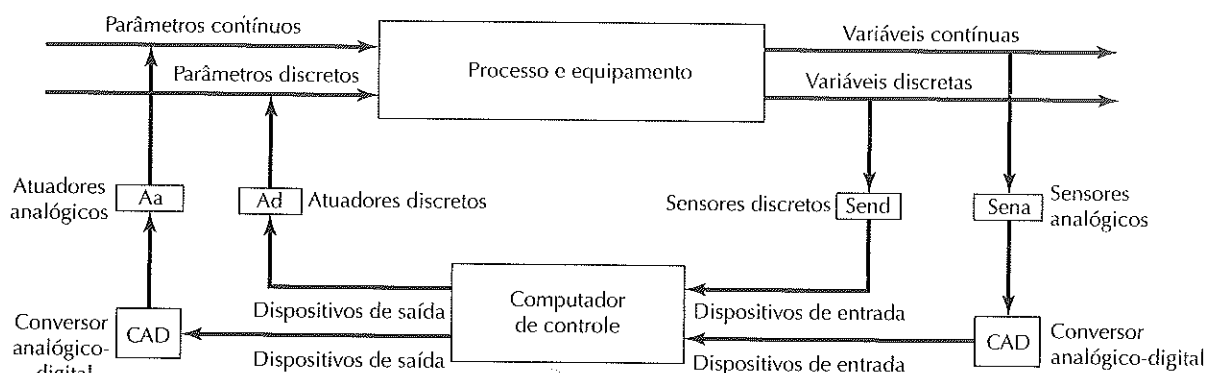 Parâmetros contínuos
Variáveis contínuas
Processo e equipamento
Parâmetros discretos
Variáveis discretas
Atuadores
analógicos
Aa
Ad
Atuadores discretos
Sensores discretos
Send
Sena
Sensores
analógicos
Computador
de controle
Dispositivos de saída
Dispositivos de entrada
Conversor
analógico-
digital
CAD
CAD
Conversor
analógico-digital
Dispositivos de saída
Dispositivos de entrada